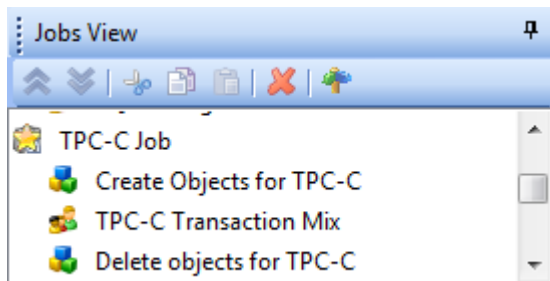 Jobs View
TPC-C Job
Create Objects for TPC-C
TPC-C Transaction Mix
Delete objects for TPC-C